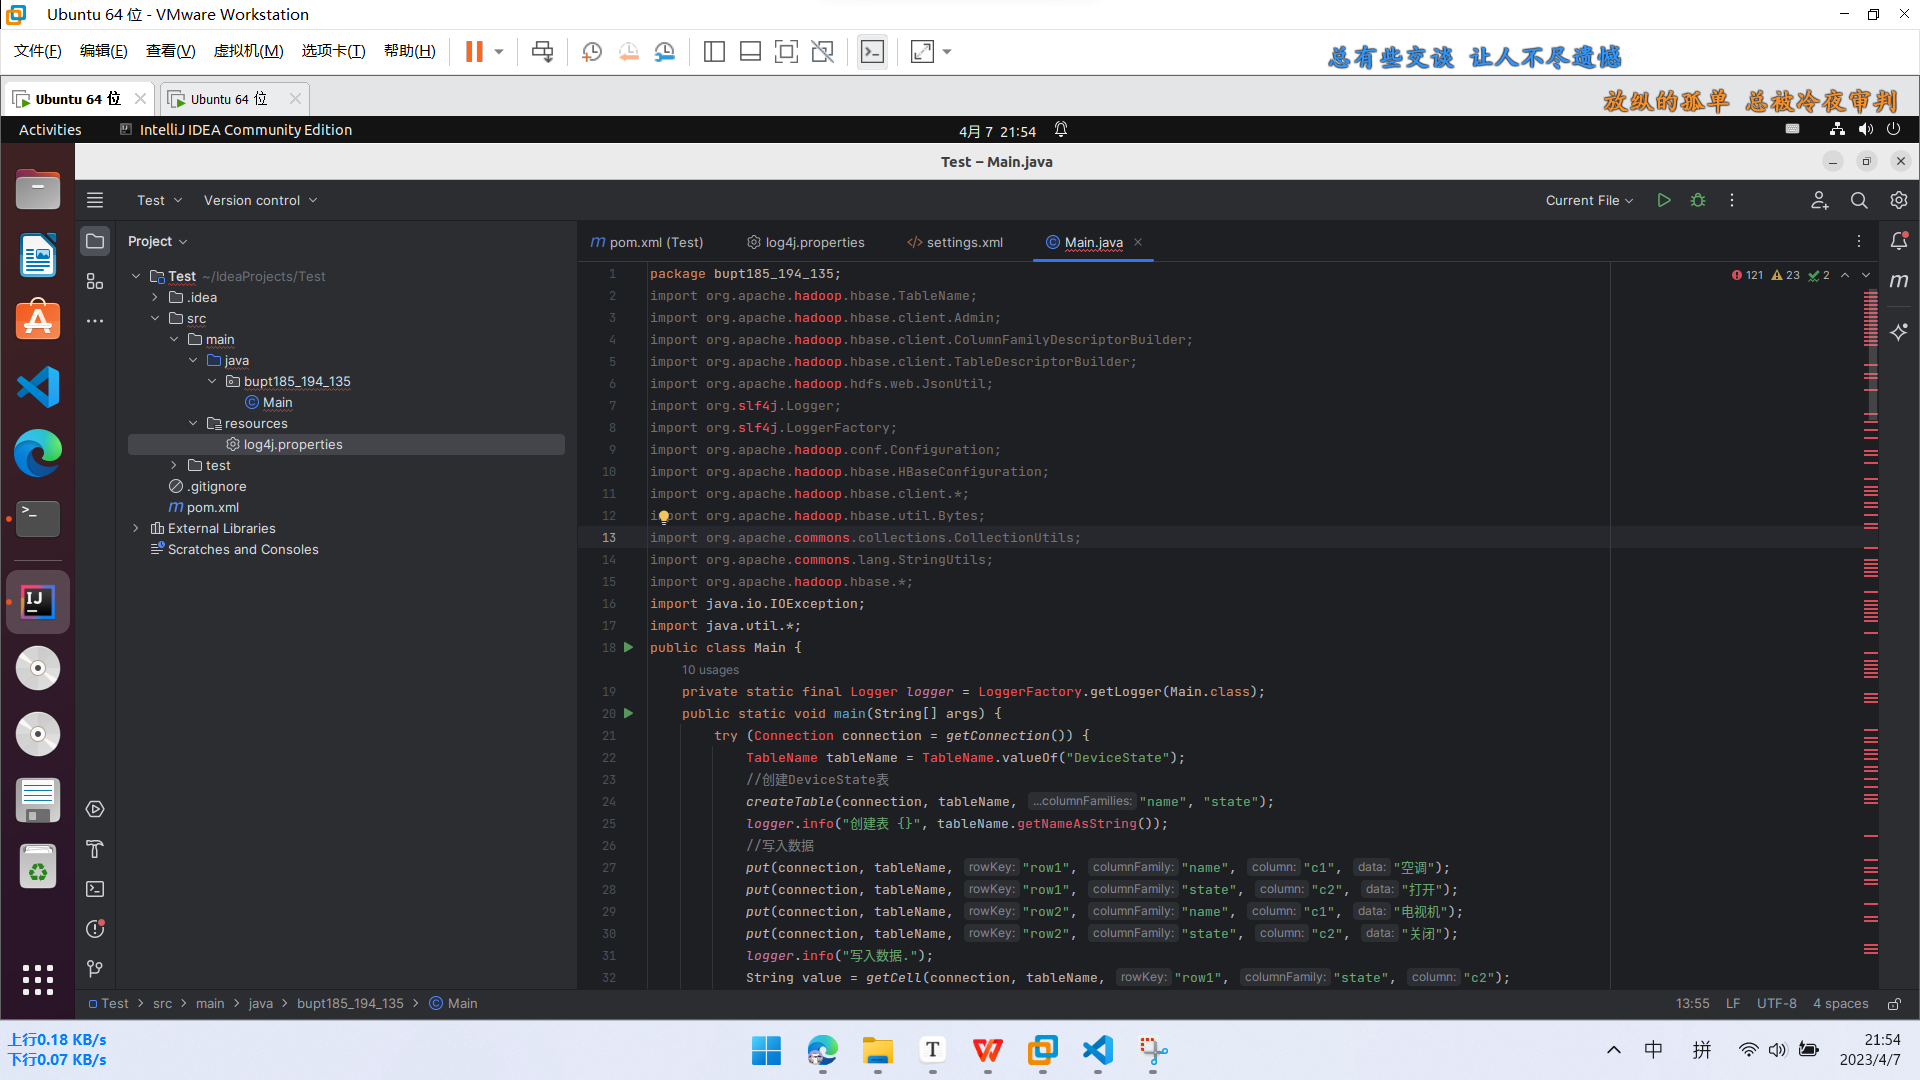 Ubuntu 64 位 - VMware Workstation
文件(F) 编辑(E) 查看(V) 虚拟机(M) 选项卡(T) 帮助(H)
总有些交谈 让人不尽遗憾
放纵的孤单 总被冷夜审判
Ubuntu 64 位
Ubuntu 64 位
Activities
IntelliJ IDEA Community Edition
4月 7 21:54
Test – Main.java
Test
Version control
Current File
Project
pom.xml (Test)
log4j.properties
settings.xml
Main.java
Test ~/IdeaProjects/Test
.idea
src
main
java
bupt185_194_135
Main
resources
log4j.properties
test
.gitignore
pom.xml
External Libraries
Scratches and Consoles
121 23 2
1 package bupt185_194_135;
2 import org.apache.hadoop.hbase.TableName;
3 import org.apache.hadoop.hbase.client.Admin;
4 import org.apache.hadoop.hbase.client.ColumnFamilyDescriptorBuilder;
5 import org.apache.hadoop.hbase.client.TableDescriptorBuilder;
6 import org.apache.hadoop.hdfs.web.JsonUtil;
7 import org.slf4j.Logger;
8 import org.slf4j.LoggerFactory;
9 import org.apache.hadoop.conf.Configuration;
10 import org.apache.hadoop.hbase.HBaseConfiguration;
11 import org.apache.hadoop.hbase.client.*;
12 import org.apache.hadoop.hbase.util.Bytes;
13 import org.apache.commons.collections.CollectionUtils;
14 import org.apache.commons.lang.StringUtils;
15 import org.apache.hadoop.hbase.*;
16 import java.io.IOException;
17 import java.util.*;
18 public class Main {
10 usages
19 private static final Logger logger = LoggerFactory.getLogger(Main.class);
20 public static void main(String[] args) {
21 try (Connection connection = getConnection()) {
22 TableName tableName = TableName.valueOf("DeviceState");
23 //创建DeviceState表
24 createTable(connection, tableName, ...columnFamilies: "name", "state");
25 logger.info("创建表 {}", tableName.getNameAsString());
26 //写入数据
27 put(connection, tableName, rowKey: "row1", columnFamily: "name", column: "c1", data: "空调");
28 put(connection, tableName, rowKey: "row1", columnFamily: "state", column: "c2", data: "打开");
29 put(connection, tableName, rowKey: "row2", columnFamily: "name", column: "c1", data: "电视机");
30 put(connection, tableName, rowKey: "row2", columnFamily: "state", column: "c2", data: "关闭");
31 logger.info("写入数据.");
32 String value = getCell(connection, tableName, rowKey: "row1", columnFamily: "state", column: "c2");
Test > src > main > java > bupt185_194_135 > Main
13:55 LF UTF-8 4 spaces
上行0.18 KB/s
下行0.07 KB/s
中 拼
21:54
2023/4/7